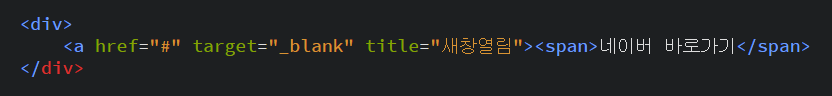 <div>
<a href="#" target="_blank" title="새창열림"><span>네이버 바로가기</span>
</div>